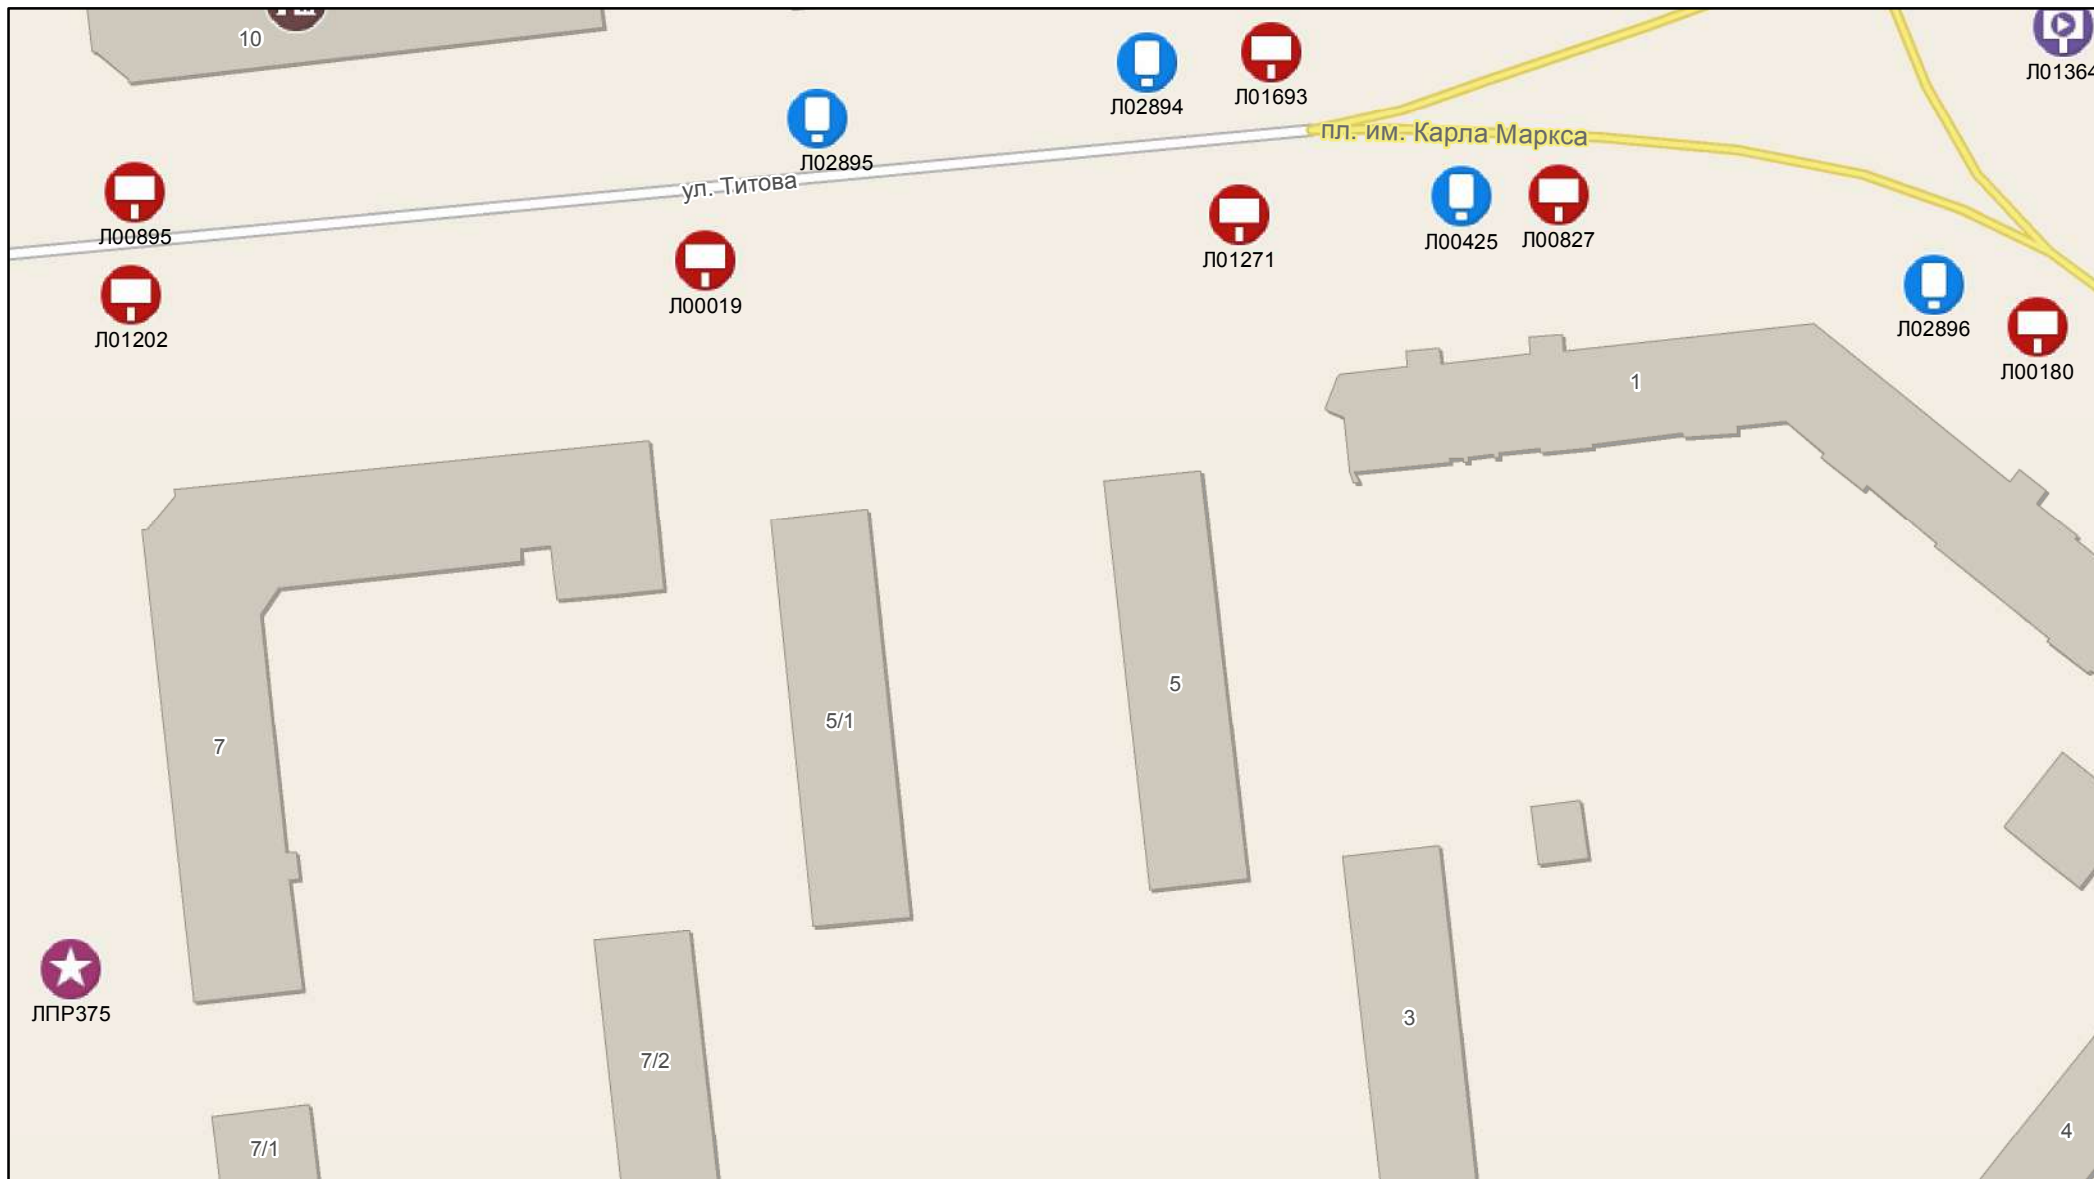 10
Л01364
Л02894
Л01693
пл. им. Карла Маркса
Л02895
ул. Титова
Л00895
Л01202
Л00019
Л01271
Л00425
Л00827
Л02896
Л00180
1
5
5/1
7
ЛПР375
3
7/2
7/1
4